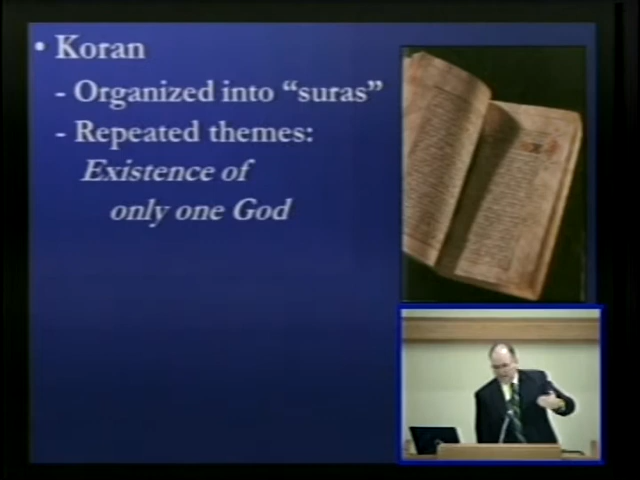 • Koran
- Organized into “suras”
- Repeated themes:
Existence of
only one God